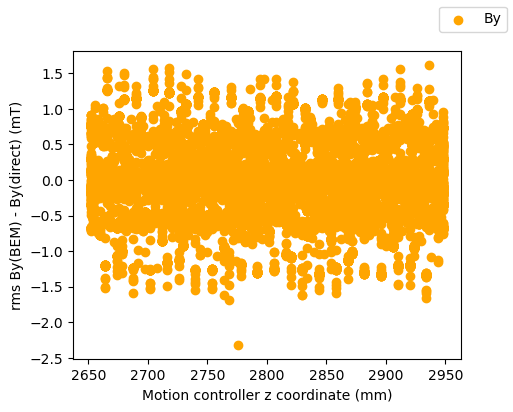 By
rms By(BEM) - By(direct) (mT)
1.5
1.0
0.5
0.0
−0.5
−1.0
−1.5
−2.0
−2.5
2650 2700 2750 2800 2850 2900 2950
Motion controller z coordinate (mm)